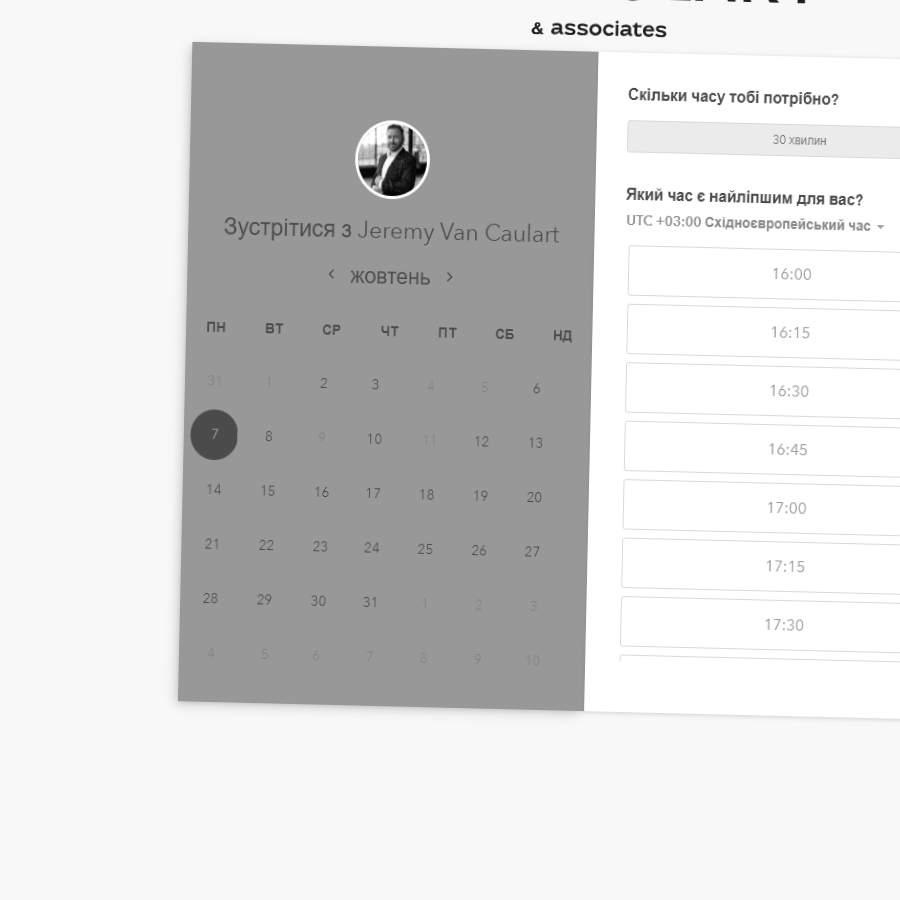 & associates
Зустрітися з Jeremy Van Caulart
‹ жовтень ›
ПН ВТ СР ЧТ ПТ СБ НД
31 1 2 3 4 5 6
7 8 9 10 11 12 13
14 15 16 17 18 19 20
21 22 23 24 25 26 27
28 29 30 31 1 2 3
4 5 6 7 8 9 10
Скільки часу тобі потрібно?
30 хвилин
Який час є найліпшим для вас?
UTC +03:00 Східноєвропейський час
16:00
16:15
16:30
16:45
17:00
17:15
17:30